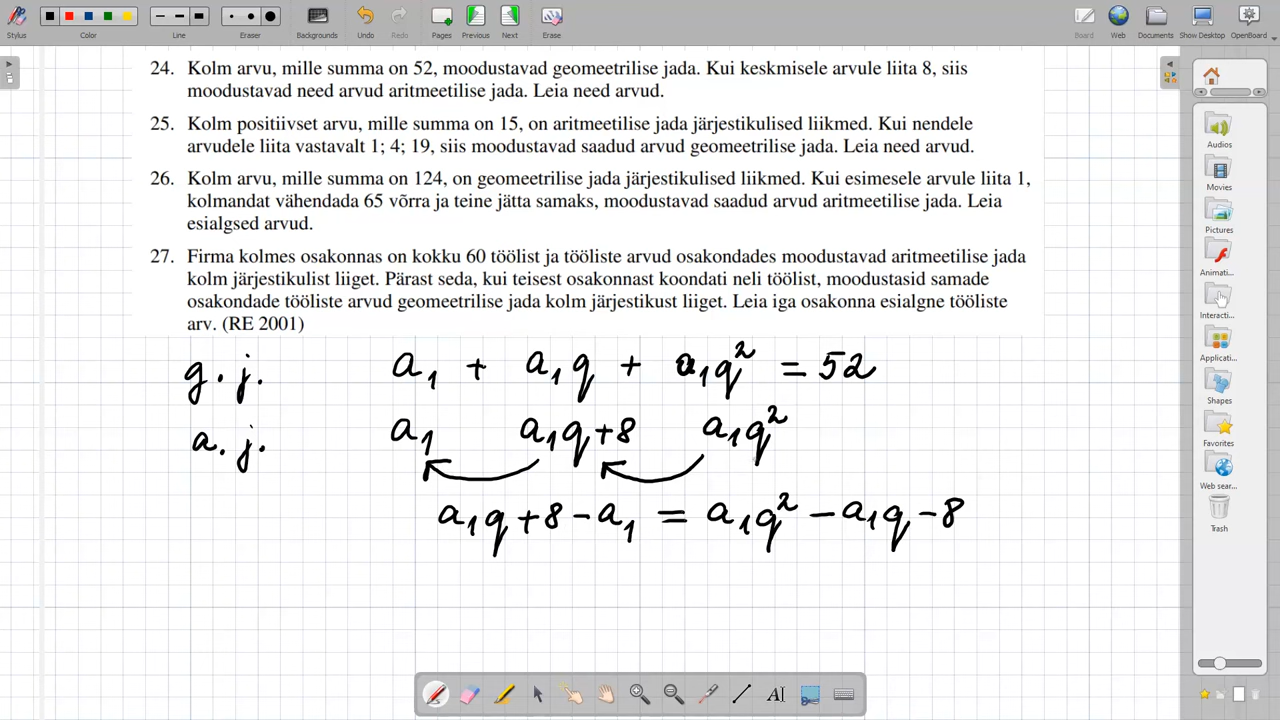 Stylus
Color
Line
Eraser
Backgrounds
Undo
Redo
Pages
Previous
Next
Erase
Board
Web
Documents
Show Desktop
OpenBoard
24. Kolm arvu, mille summa on 52, moodustavad geomeetrilise jada. Kui keskmisele arvule liita 8, siis
moodustavad need arvud aritmeetilise jada. Leia need arvud.
25. Kolm positiivset arvu, mille summa on 15, on aritmeetilise jada järjestikulised liikmed. Kui nendele
arvudele liita vastavalt 1; 4; 19, siis moodustavad saadud arvud geomeetrilise jada. Leia need arvud.
26. Kolm arvu, mille summa on 124, on geomeetrilise jada järjestikulised liikmed. Kui esimesele arvule liita 1,
kolmandat vähendada 65 võrra ja teine jätta samaks, moodustavad saadud arvud aritmeetilise jada. Leia
esialgsed arvud.
27. Firma kolmes osakonnas on kokku 60 töölist ja tööliste arvud osakondades moodustavad aritmeetilise jada
kolm järjestikulist liiget. Pärast seda, kui teisest osakonnast koondati neli töölist, moodustasid samade
osakondade tööliste arvud geomeetrilise jada kolm järjestikust liiget. Leia iga osakonna esialgne tööliste
arv. (RE 2001)
g. j. a₁ + a₁q + a₁q² = 52
a. j. a₁ a₁q+8 a₁q²
a₁q+8-a₁ = a₁q² - a₁q - 8
Audios
Movies
Pictures
Animati...
Interacti...
Applicati...
Shapes
Favorites
Web sear...
Trash